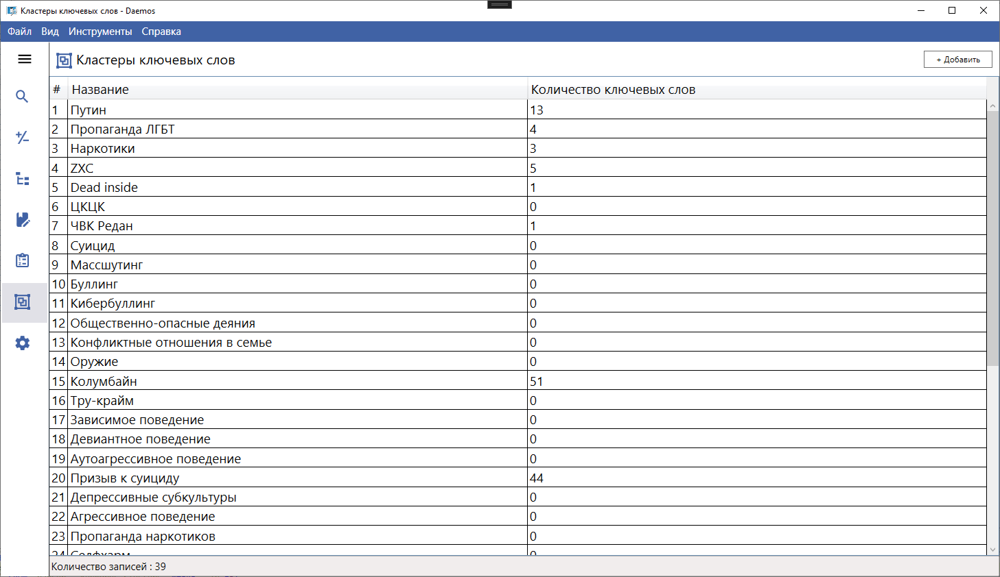 Кластеры ключевых слов - Daemos
Файл Вид Инструменты Справка
Кластеры ключевых слов
+ Добавить
# Название Количество ключевых слов
1 Путин 13
2 Пропаганда ЛГБТ 4
3 Наркотики 3
4 ZXC 5
5 Dead inside 1
6 ЦКЦК 0
7 ЧВК Редан 1
8 Суицид 0
9 Массшутинг 0
10 Буллинг 0
11 Кибербуллинг 0
12 Общественно-опасные деяния 0
13 Конфликтные отношения в семье 0
14 Оружие 0
15 Колумбайн 51
16 Тру-крайм 0
17 Зависимое поведение 0
18 Девиантное поведение 0
19 Аутоагрессивное поведение 0
20 Призыв к суициду 44
21 Депрессивные субкультуры 0
22 Агрессивное поведение 0
23 Пропаганда наркотиков 0
24 Селфхарм 0
Количество записей : 39